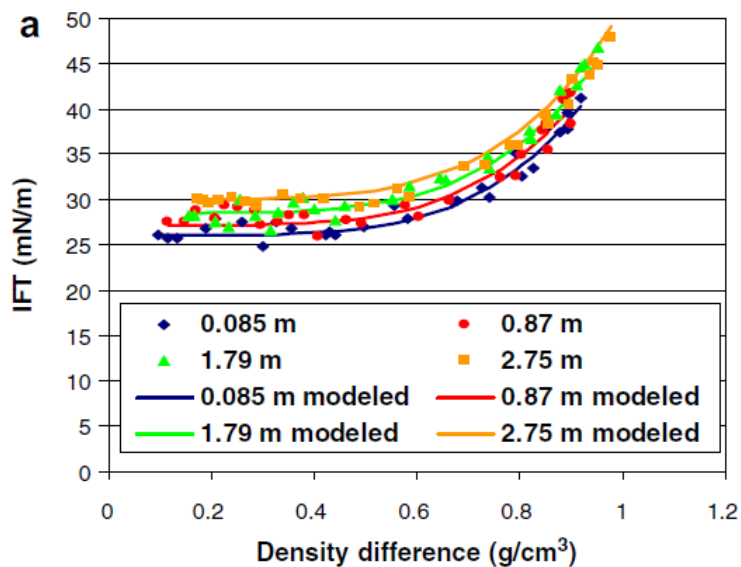 a
50
45
40
35
30
25
20
15
10
5
0
IFT (mN/m)
0.085 m
0.87 m
1.79 m
2.75 m
0.085 m modeled
0.87 m modeled
1.79 m modeled
2.75 m modeled
0 0.2 0.4 0.6 0.8 1 1.2
Density difference (g/cm³)